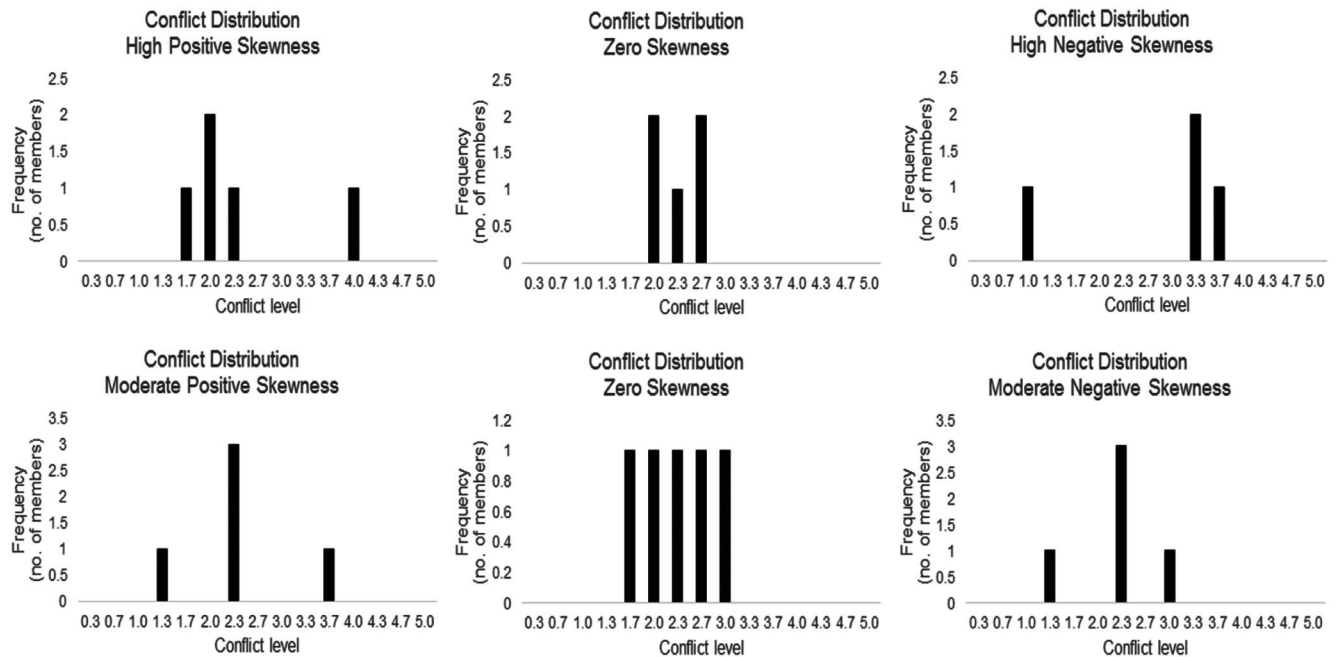 Conflict Distribution
High Positive Skewness
Frequency
(no. of members)
2.5
2
1.5
1
0.5
0
0.3 0.7 1.0 1.3 1.7 2.0 2.3 2.7 3.0 3.3 3.7 4.0 4.3 4.7 5.0
Conflict level
Conflict Distribution
Zero Skewness
Frequency
(no. of members)
2.5
2
1.5
1
0.5
0
0.3 0.7 1.0 1.3 1.7 2.0 2.3 2.7 3.0 3.3 3.7 4.0 4.3 4.7 5.0
Conflict level
Conflict Distribution
High Negative Skewness
Frequency
(no. of members)
2.5
2
1.5
1
0.5
0
0.3 0.7 1.0 1.3 1.7 2.0 2.3 2.7 3.0 3.3 3.7 4.0 4.3 4.7 5.0
Conflict level
Conflict Distribution
Moderate Positive Skewness
Frequency
(no. of members)
3.5
3
2.5
2
1.5
1
0.5
0
0.3 0.7 1.0 1.3 1.7 2.0 2.3 2.7 3.0 3.3 3.7 4.0 4.3 4.7 5.0
Conflict level
Conflict Distribution
Zero Skewness
Frequency
(no. of members)
1.2
1
0.8
0.6
0.4
0.2
0
0.3 0.7 1.0 1.3 1.7 2.0 2.3 2.7 3.0 3.3 3.7 4.0 4.3 4.7 5.0
Conflict level
Conflict Distribution
Moderate Negative Skewness
Frequency
(no. of members)
3.5
3
2.5
2
1.5
1
0.5
0
0.3 0.7 1.0 1.3 1.7 2.0 2.3 2.7 3.0 3.3 3.7 4.0 4.3 4.7 5.0
Conflict level